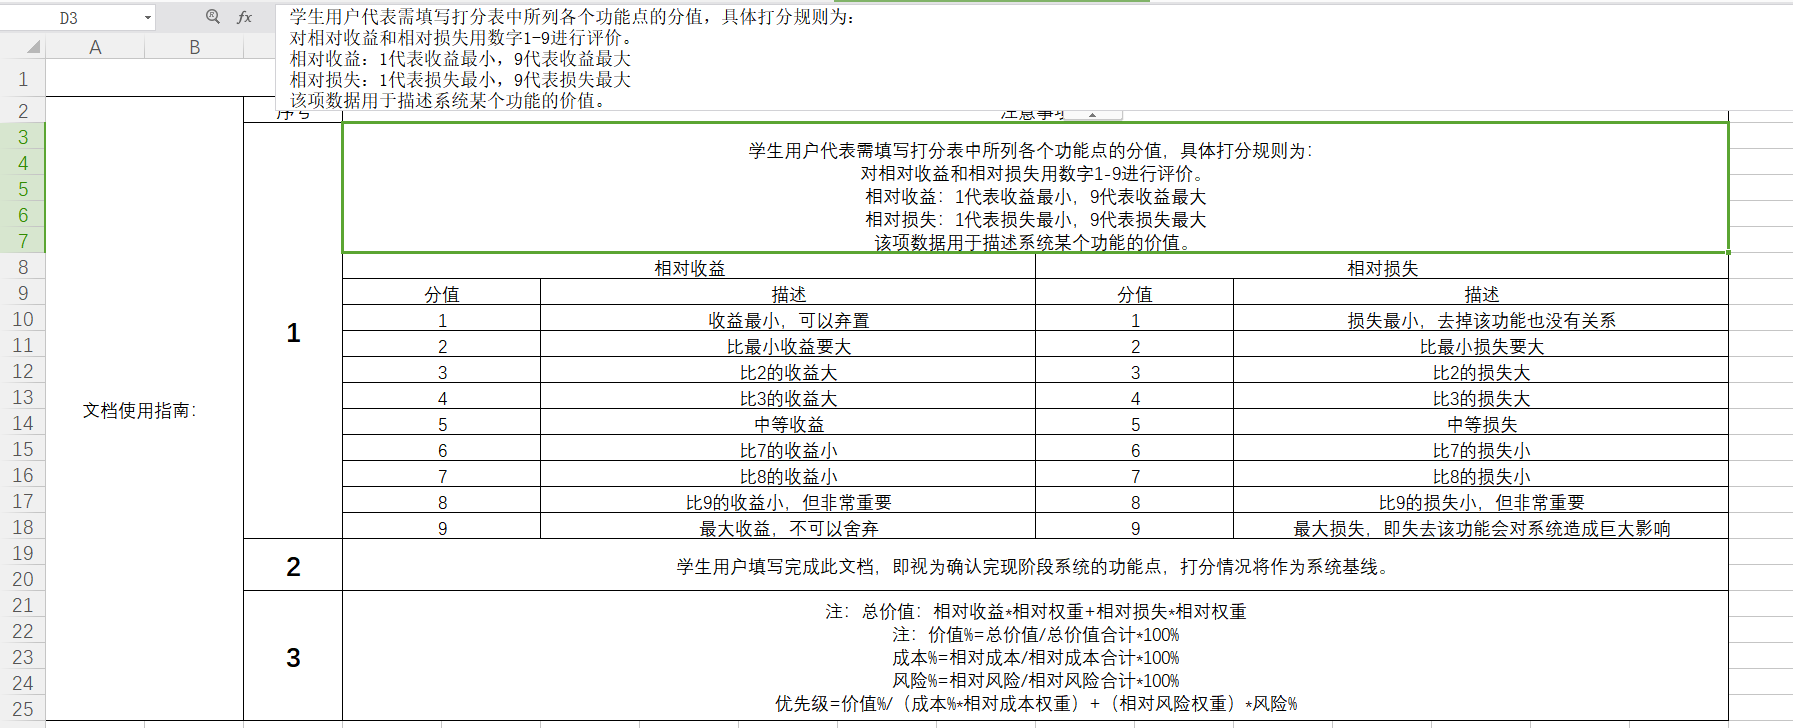 D3
fx
学生用户代表需填写打分表中所列各个功能点的分值，具体打分规则为：
对相对收益和相对损失用数字1-9进行评价。
相对收益：1代表收益最小，9代表收益最大
相对损失：1代表损失最小，9代表损失最大
该项数据用于描述系统某个功能的价值。
A B
1
2 序号 注意事项
3
4
5
6
7
学生用户代表需填写打分表中所列各个功能点的分值，具体打分规则为：
对相对收益和相对损失用数字1-9进行评价。
相对收益：1代表收益最小，9代表收益最大
相对损失：1代表损失最小，9代表损失最大
该项数据用于描述系统某个功能的价值。
8 相对收益 相对损失
9 分值 描述 分值 描述
10 1 收益最小，可以弃置 1 损失最小，去掉该功能也没有关系
1
11 2 比最小收益要大 2 比最小损失要大
12 3 比2的收益大 3 比2的损失大
13 4 比3的收益大 4 比3的损失大
文档使用指南：
14 5 中等收益 5 中等损失
15 6 比7的收益小 6 比7的损失小
16 7 比8的收益小 7 比8的损失小
17 8 比9的收益小，但非常重要 8 比9的损失小，但非常重要
18 9 最大收益，不可以舍弃 9 最大损失，即失去该功能会对系统造成巨大影响
19
2 学生用户填写完成此文档，即视为确认完现阶段系统的功能点，打分情况将作为系统基线。
20
21 注：总价值：相对收益*相对权重+相对损失*相对权重
22 注：价值%=总价值/总价值合计*100%
23 3 成本%=相对成本/相对成本合计*100%
24 风险%=相对风险/相对风险合计*100%
25 优先级=价值%/（成本%*相对成本权重）+（相对风险权重）*风险%